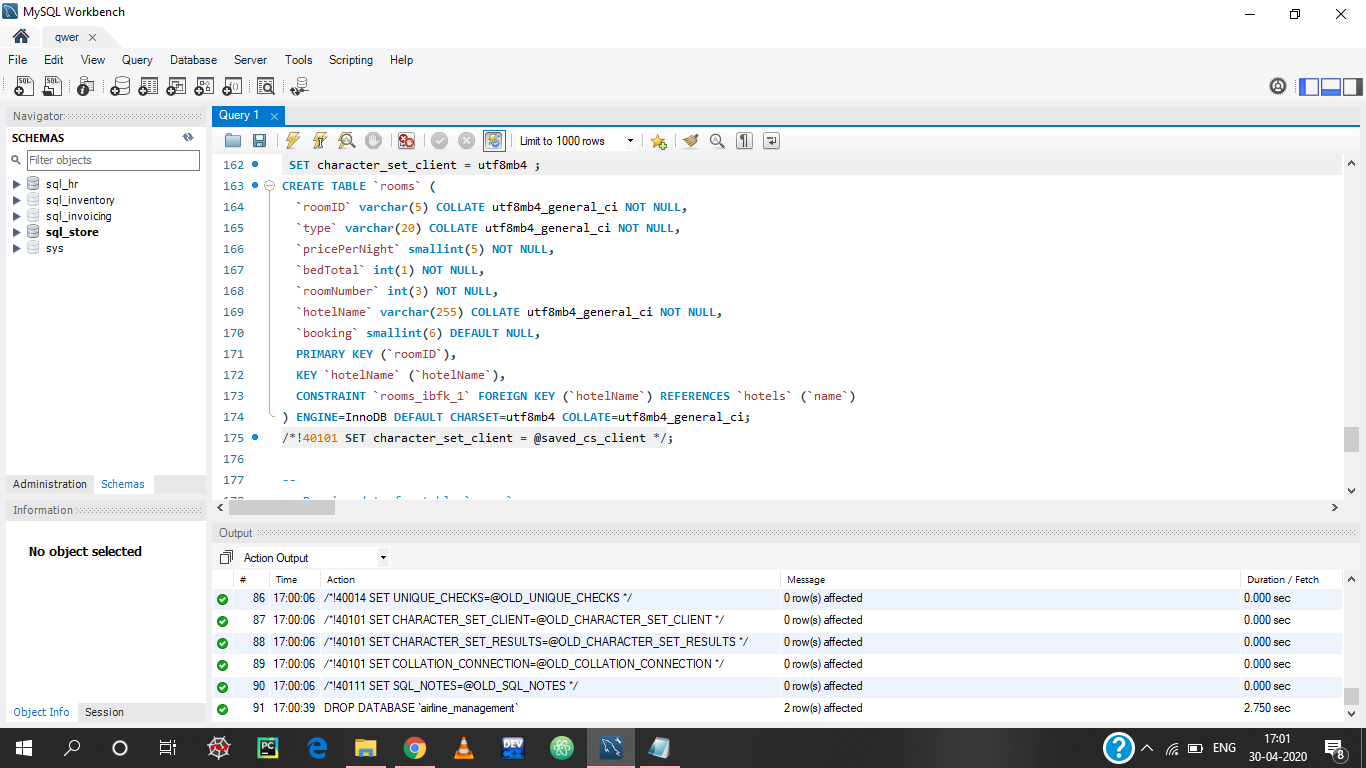 MySQL Workbench
qwer
File Edit View Query Database Server Tools Scripting Help
Navigator
SCHEMAS
Filter objects
sql_hr
sql_inventory
sql_invoicing
sql_store
sys
Administration Schemas
Information
No object selected
Object Info Session
Query 1
Limit to 1000 rows
162 SET character_set_client = utf8mb4 ;
163 CREATE TABLE `rooms` (
164 `roomID` varchar(5) COLLATE utf8mb4_general_ci NOT NULL,
165 `type` varchar(20) COLLATE utf8mb4_general_ci NOT NULL,
166 `pricePerNight` smallint(5) NOT NULL,
167 `bedTotal` int(1) NOT NULL,
168 `roomNumber` int(3) NOT NULL,
169 `hotelName` varchar(255) COLLATE utf8mb4_general_ci NOT NULL,
170 `booking` smallint(6) DEFAULT NULL,
171 PRIMARY KEY (`roomID`),
172 KEY `hotelName` (`hotelName`),
173 CONSTRAINT `rooms_ibfk_1` FOREIGN KEY (`hotelName`) REFERENCES `hotels` (`name`)
174 ) ENGINE=InnoDB DEFAULT CHARSET=utf8mb4 COLLATE=utf8mb4_general_ci;
175 /*!40101 SET character_set_client = @saved_cs_client */;
176
177 --
Output
Action Output
# Time Action Message Duration / Fetch
86 17:00:06 /*!40014 SET UNIQUE_CHECKS=@OLD_UNIQUE_CHECKS */ 0 row(s) affected 0.000 sec
87 17:00:06 /*!40101 SET CHARACTER_SET_CLIENT=@OLD_CHARACTER_SET_CLIENT */ 0 row(s) affected 0.000 sec
88 17:00:06 /*!40101 SET CHARACTER_SET_RESULTS=@OLD_CHARACTER_SET_RESULTS */ 0 row(s) affected 0.000 sec
89 17:00:06 /*!40101 SET COLLATION_CONNECTION=@OLD_COLLATION_CONNECTION */ 0 row(s) affected 0.000 sec
90 17:00:06 /*!40111 SET SQL_NOTES=@OLD_SQL_NOTES */ 0 row(s) affected 0.000 sec
91 17:00:39 DROP DATABASE `airline_management` 2 row(s) affected 2.750 sec
ENG
17:01
30-04-2020
8